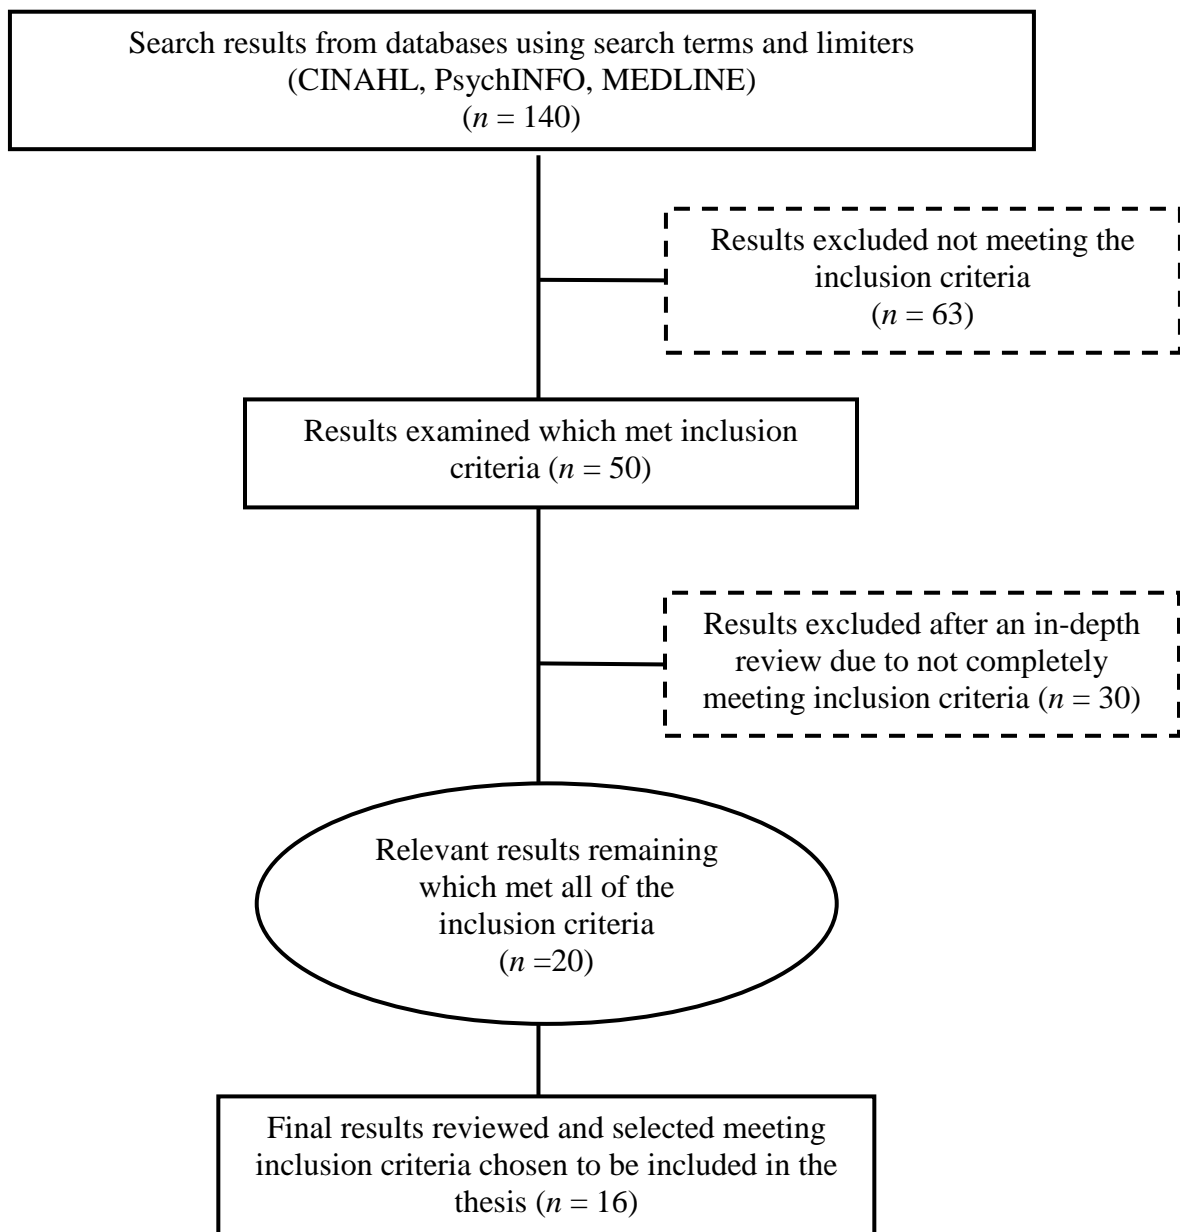 Search results from databases using search terms and limiters
(CINAHL, PsychINFO, MEDLINE)
(n = 140)
Results excluded not meeting the
inclusion criteria
(n = 63)
Results examined which met inclusion
criteria (n = 50)
Results excluded after an in-depth
review due to not completely
meeting inclusion criteria (n = 30)
Relevant results remaining
which met all of the
inclusion criteria
(n =20)
Final results reviewed and selected meeting
inclusion criteria chosen to be included in the
thesis (n = 16)